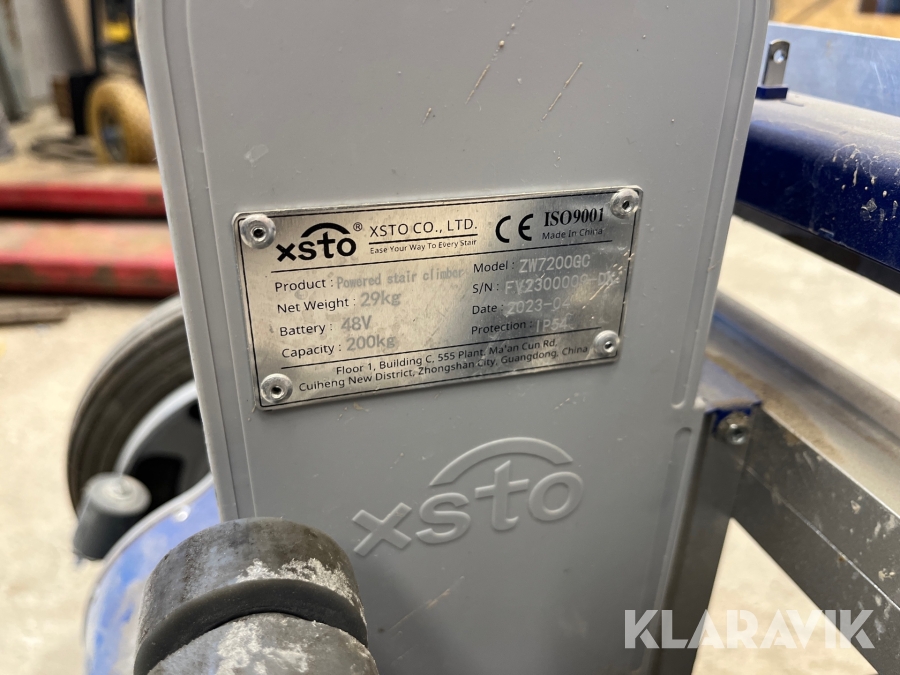 xsto® XSTO CO., LTD.
Ease Your Way To Every Stair
CE ISO9001
Made in China
Product : Powered stair climber
Net Weight : 29kg
Battery : 48V
Capacity : 200kg
Model : ZW7200GC
S/N :
Date : 2023-04
Protection : IP54
Floor 1, Building C, 555 Plant, Ma'an Cun Rd,
Cuiheng New District, Zhongshan City, Guangdong, China
xsto
KLARAVIK